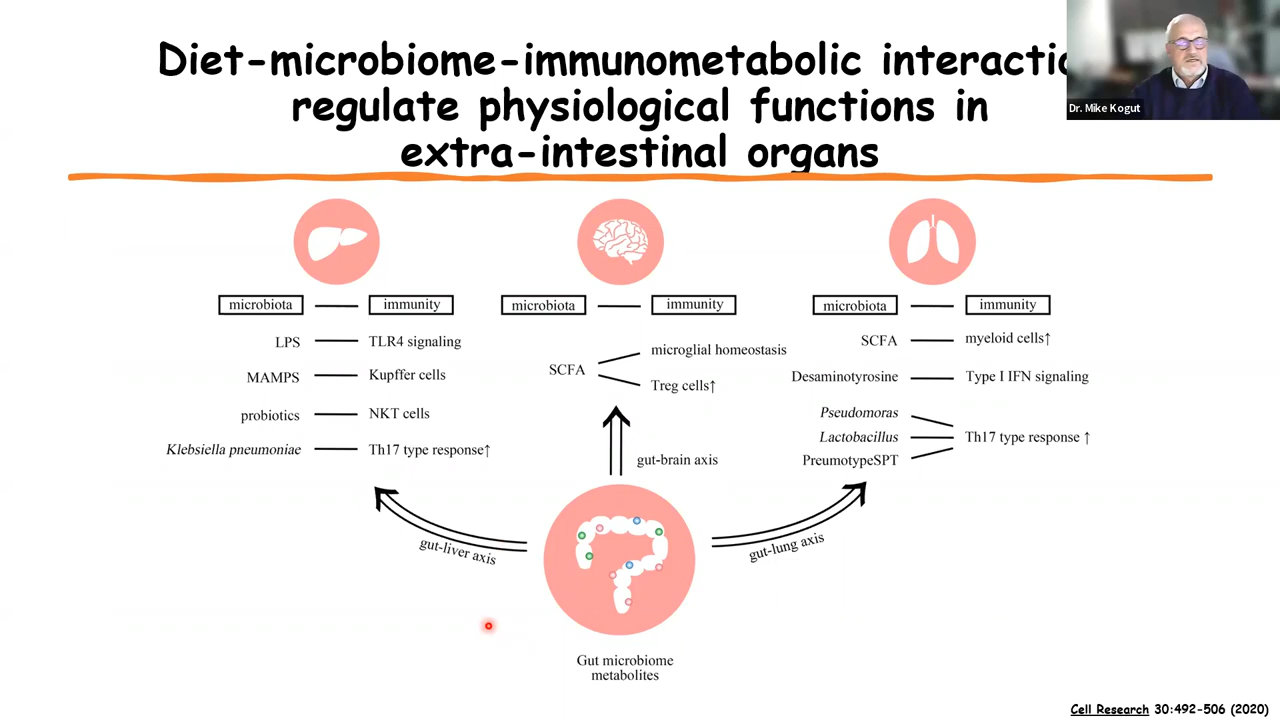 Diet-microbiome-immunometabolic interactio
regulate physiological functions in
extra-intestinal organs
Dr. Mike Kogut
microbiota immunity
LPS TLR4 signaling
MAMPS Kupffer cells
probiotics NKT cells
Klebsiella pneumoniae Th17 type response↑
gut-liver axis
microbiota immunity
SCFA
microglial homeostasis
Treg cells↑
gut-brain axis
microbiota immunity
SCFA myeloid cells↑
Desaminotyrosine Type I IFN signaling
Pseudomoras
Lactobacillus Th17 type response ↑
PreumotypeSPT
gut-lung axis
Gut microbiome
metabolites
Cell Research 30:492-506 (2020)